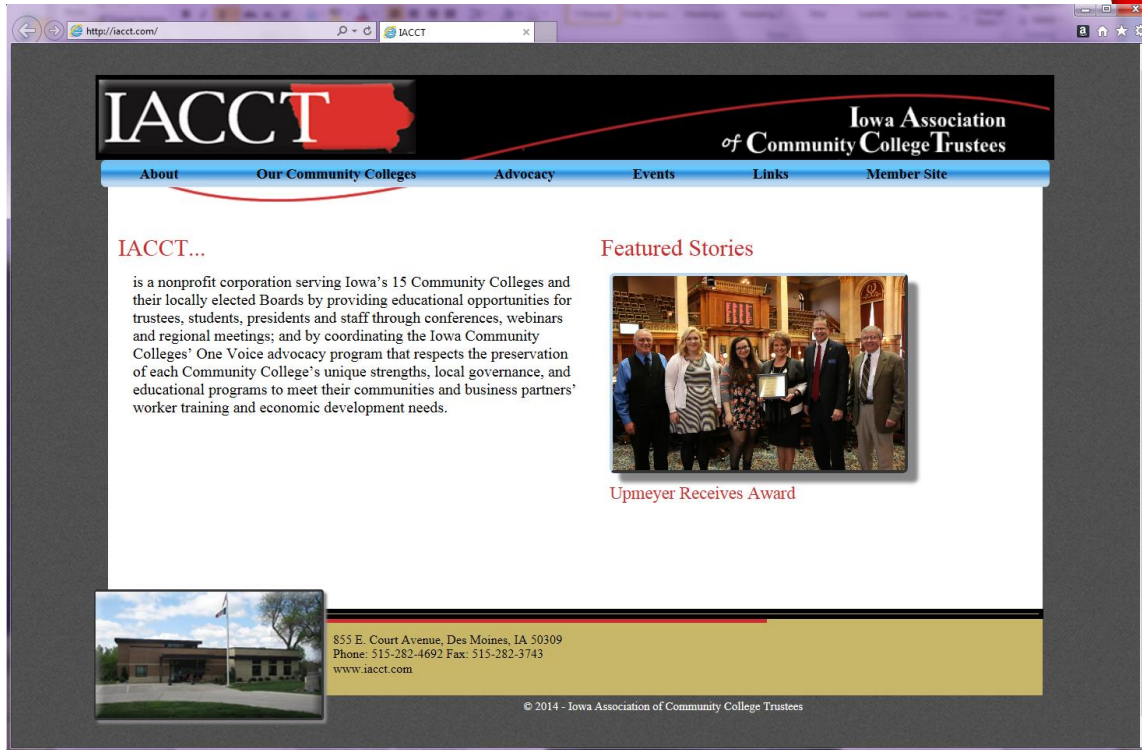 http://iacct.com/
IACCT
IACCT
Iowa Association
of Community College Trustees
About Our Community Colleges Advocacy Events Links Member Site
IACCT...
is a nonprofit corporation serving Iowa's 15 Community Colleges and
their locally elected Boards by providing educational opportunities for
trustees, students, presidents and staff through conferences, webinars
and regional meetings; and by coordinating the Iowa Community
Colleges' One Voice advocacy program that respects the preservation
of each Community College's unique strengths, local governance, and
educational programs to meet their communities and business partners'
worker training and economic development needs.
Featured Stories
Upmeyer Receives Award
855 E. Court Avenue, Des Moines, IA 50309
Phone: 515-282-4692 Fax: 515-282-3743
www.iacct.com
© 2014 - Iowa Association of Community College Trustees